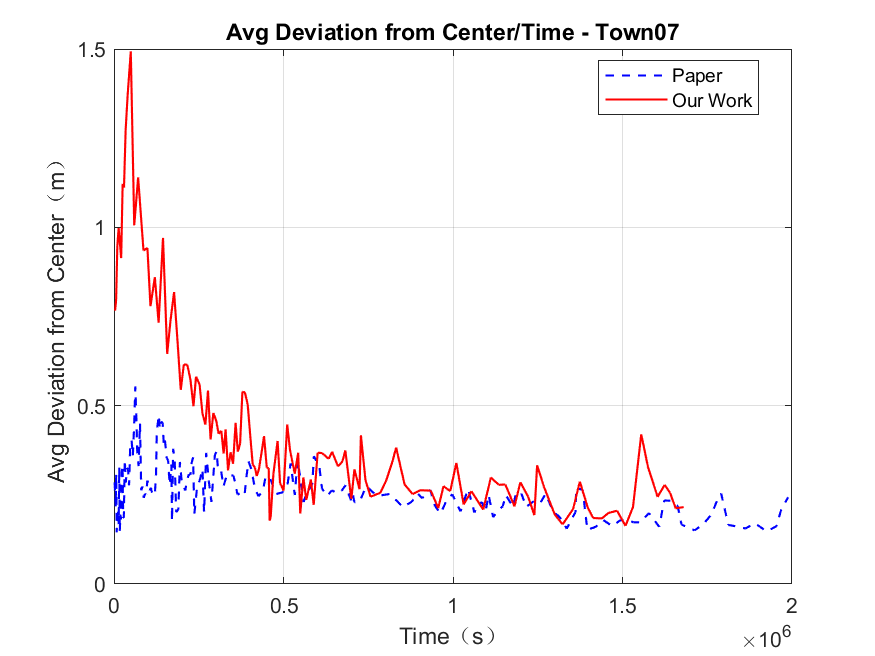 Avg Deviation from Center/Time - Town07
Paper
Our Work
Avg Deviation from Center（m）
1.5
1
0.5
0
0
0.5
1
1.5
2
×10^6
Time（s）